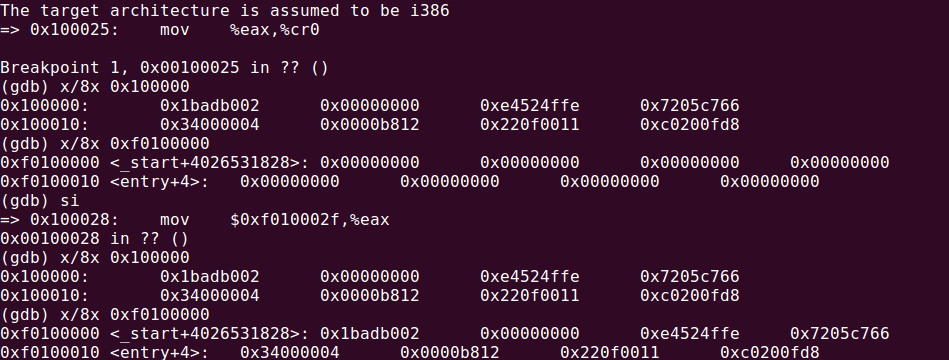 The target architecture is assumed to be i386
=> 0x100025: mov %eax,%cr0
Breakpoint 1, 0x00100025 in ?? ()
(gdb) x/8x 0x100000
0x100000: 0x1badb002 0x00000000 0xe4524ffe 0x7205c766
0x100010: 0x34000004 0x0000b812 0x220f0011 0xc0200fd8
(gdb) x/8x 0xf0100000
0xf0100000 <_start+4026531828>: 0x00000000 0x00000000 0x00000000 0x00000000
0xf0100010 <entry+4>: 0x00000000 0x00000000 0x00000000 0x00000000
(gdb) si
=> 0x100028: mov $0xf010002f,%eax
0x00100028 in ?? ()
(gdb) x/8x 0x100000
0x100000: 0x1badb002 0x00000000 0xe4524ffe 0x7205c766
0x100010: 0x34000004 0x0000b812 0x220f0011 0xc0200fd8
(gdb) x/8x 0xf0100000
0xf0100000 <_start+4026531828>: 0x1badb002 0x00000000 0xe4524ffe 0x7205c766
0xf0100010 <entry+4>: 0x34000004 0x0000b812 0x220f0011 0xc0200fd8